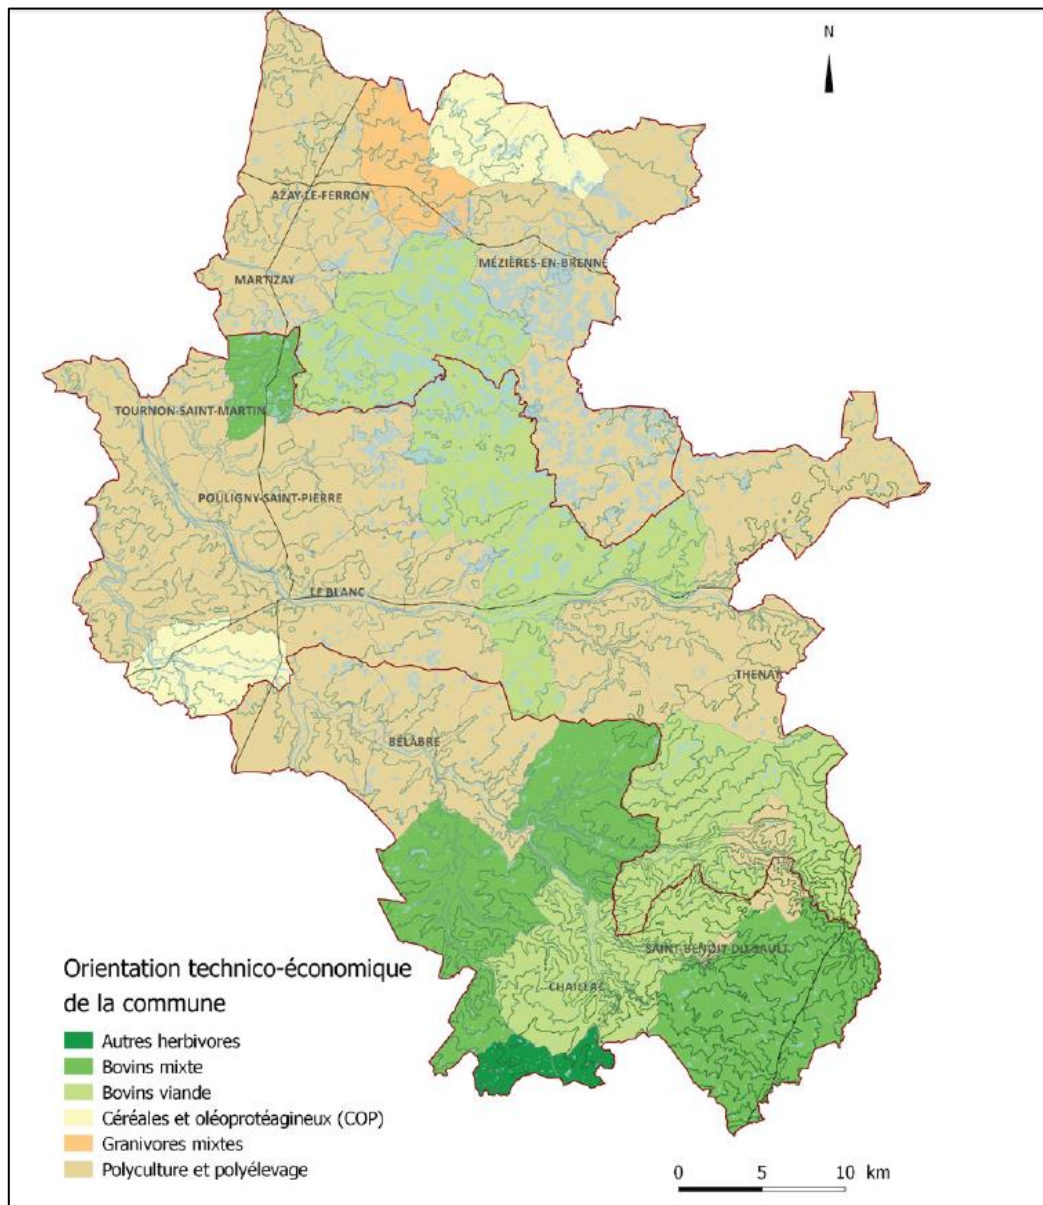 N
AZAY-LE-FERRON
MÉZIÈRES-EN-BRENNE
MARTIZAY
TOURNON-SAINT-MARTIN
POULIGNY-SAINT-PIERRE
LE BLANC
THENAY
BÉLÂBRE
SAINT-BENOIT-DU-SAULT
CHAILLAC
Orientation technico-économique
de la commune
Autres herbivores
Bovins mixte
Bovins viande
Céréales et oléoprotéagineux (COP)
Granivores mixtes
Polyculture et polyélevage
0 5 10 km